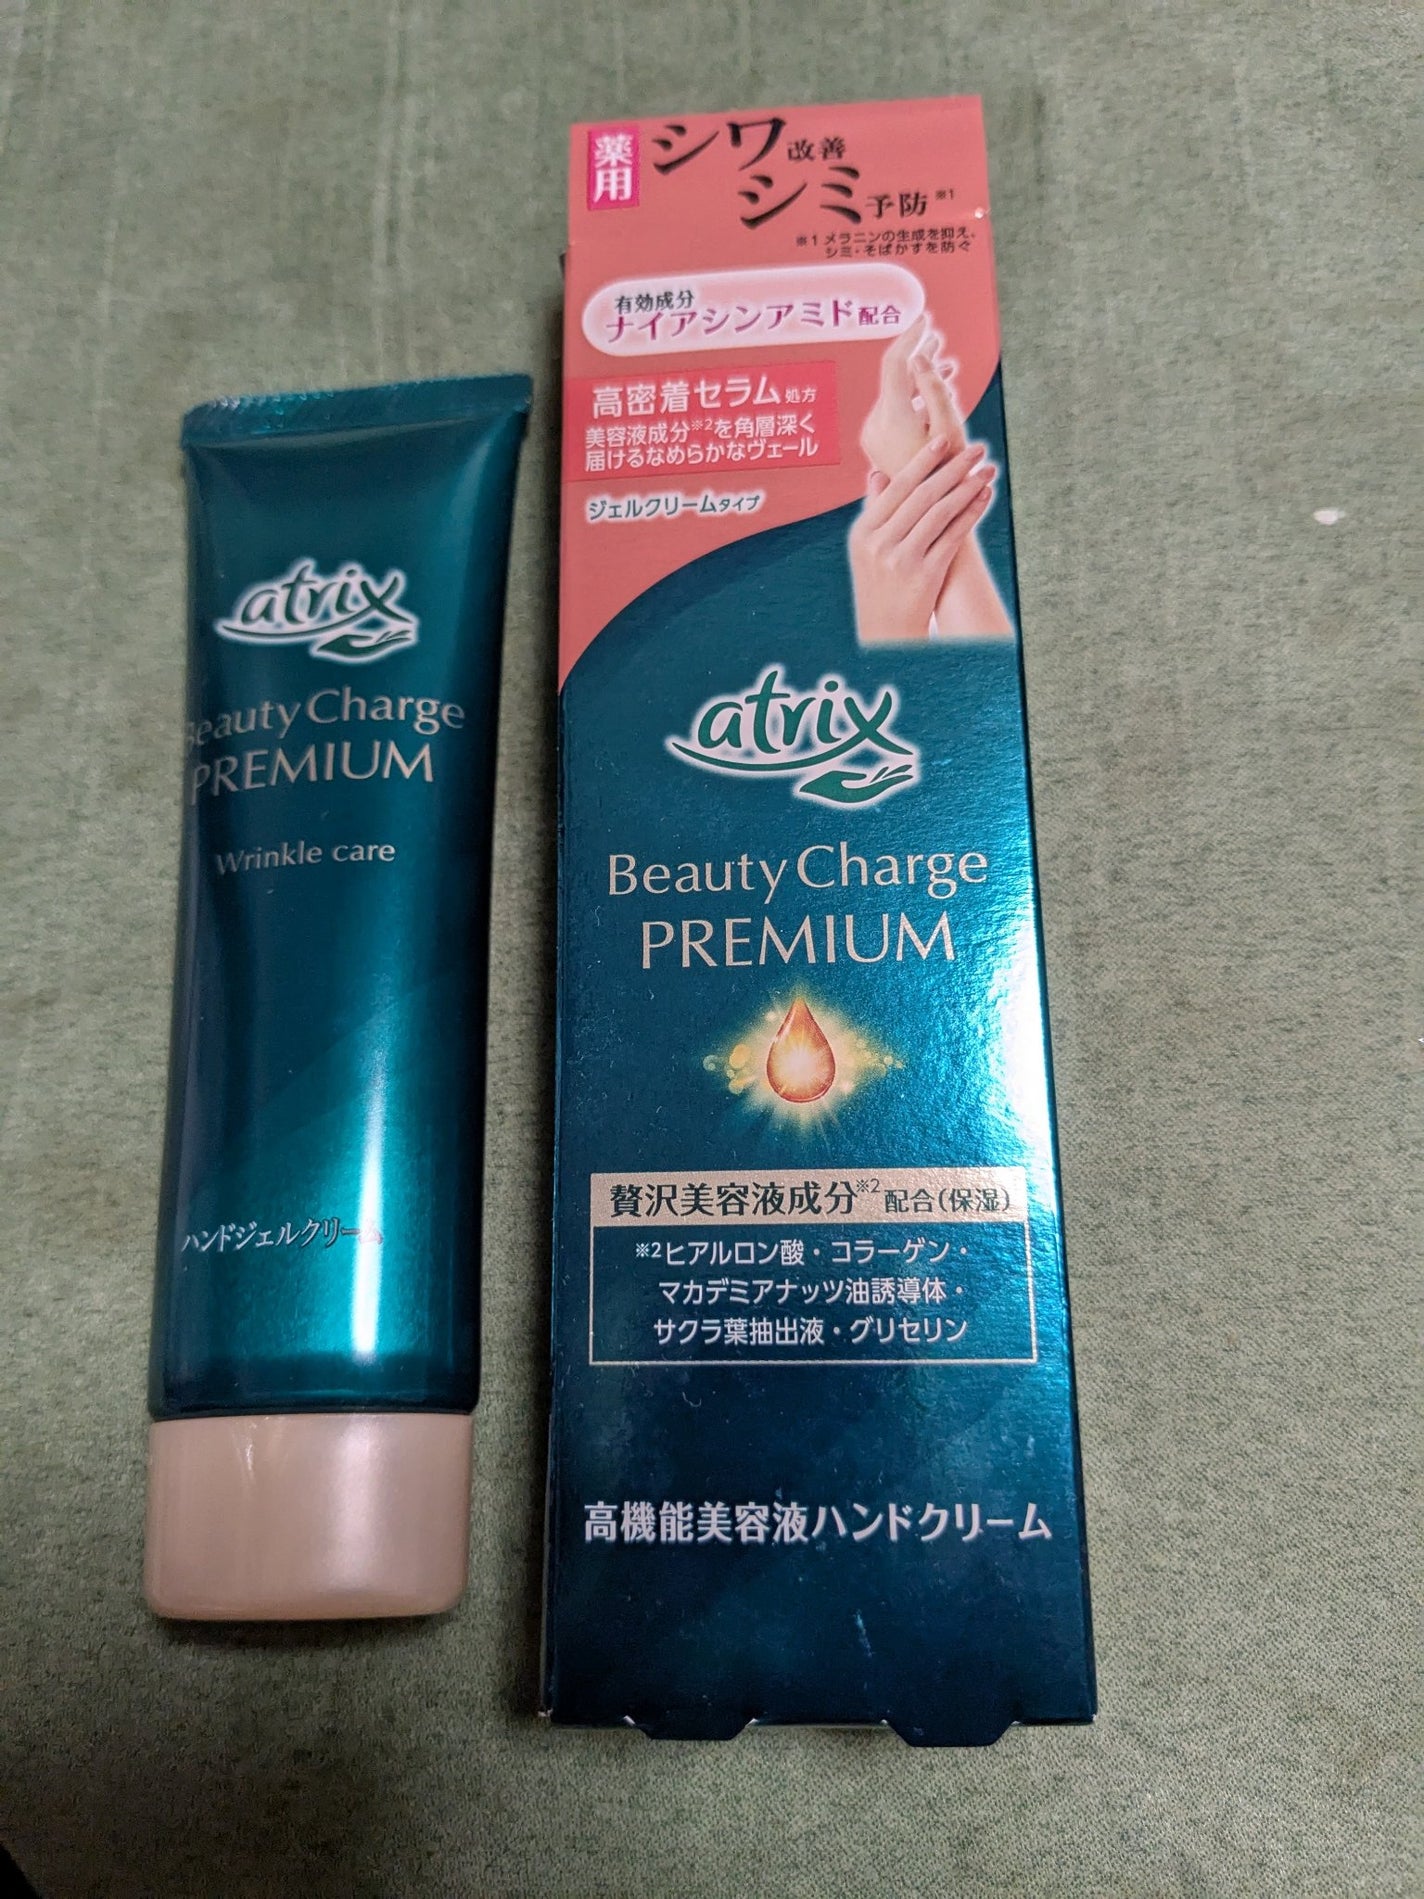 atrix
Beauty Charge
PREMIUM
Wrinkle care
ハンドジェルクリーム
薬用
シワ改善
シミ予防※1
※1 メラニンの生成を抑え、
シミ・そばかすを防ぐ
有効成分
ナイアシンアミド配合
高密着セラム処方
美容液成分※2を角層深く
届けるなめらかなヴェール
ジェルクリームタイプ
atrix
Beauty Charge
PREMIUM
贅沢美容液成分※2配合(保湿)
※2ヒアルロン酸・コラーゲン・
マカデミアナッツ油誘導体・
サクラ葉抽出液・グリセリン
高機能美容液ハンドクリーム